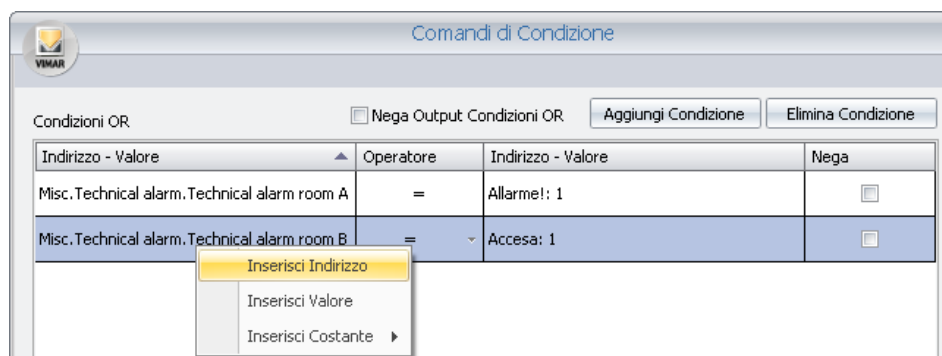 Comandi di Condizione
VIMAR
Condizioni OR
Nega Output Condizioni OR
Aggiungi Condizione
Elimina Condizione
Indirizzo - Valore Operatore Indirizzo - Valore Nega
Misc.Technical alarm.Technical alarm room A = Allarme!: 1
Misc.Technical alarm.Technical alarm room B = Accesa: 1
Inserisci Indirizzo
Inserisci Valore
Inserisci Costante